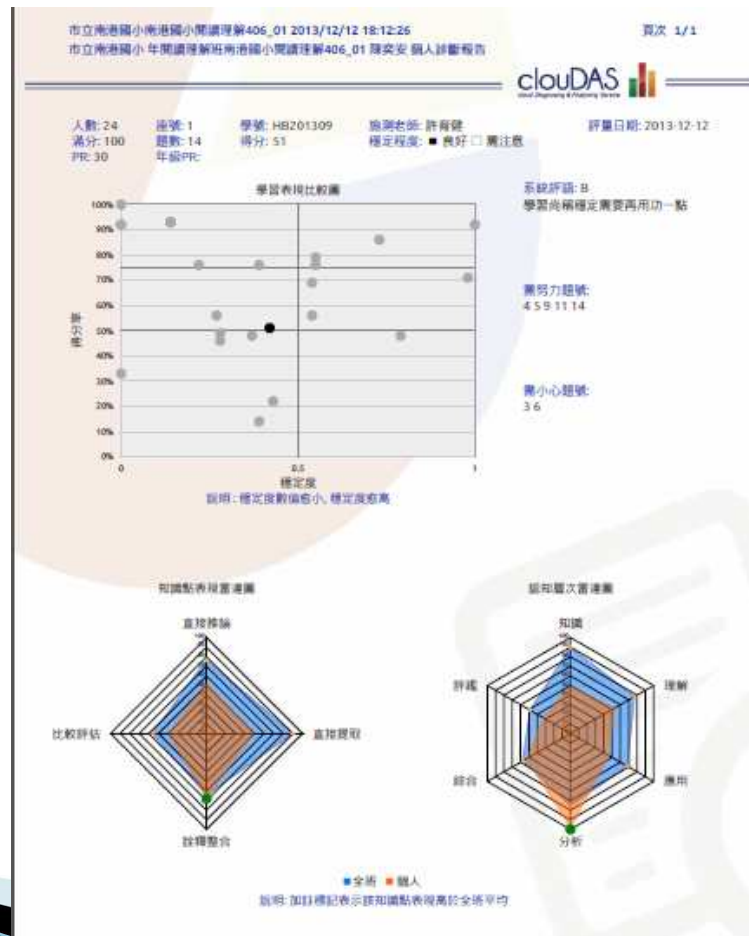 市立南港國小南港國小閱讀理解406_01 2013/12/12 18:12:26
頁次 1/1
市立南港國小 年閱讀理解班南港國小閱讀理解406_01 陳奕安 個人診斷報告
clouDAS
Cloud Diagnosing & Analyzing Service
人數: 24 座號: 1 學號: HB201309 施測老師: 許育健 評量日期: 2013-12-12
滿分: 100 題數: 14 得分: 51 穩定程度: ■ 良好 □ 需注意
PR: 30 年級PR:
學習表現比較圖
系統評語: B
學習尚稱穩定需要再用功一點
需努力題號:
4 5 9 11 14
需小心題號:
3 6
得分率
100%
90%
80%
70%
60%
50%
40%
30%
20%
10%
0%
0 0.5 1
穩定度
說明 : 穩定度數值愈小, 穩定度愈高
知識點表現雷達圖
直接推論
比較評估
直接提取
詮釋整合
認知層次雷達圖
知識
評鑑
理解
綜合
應用
分析
■全班 ■個人
說明: 加註標記表示該知識點表現高於全班平均